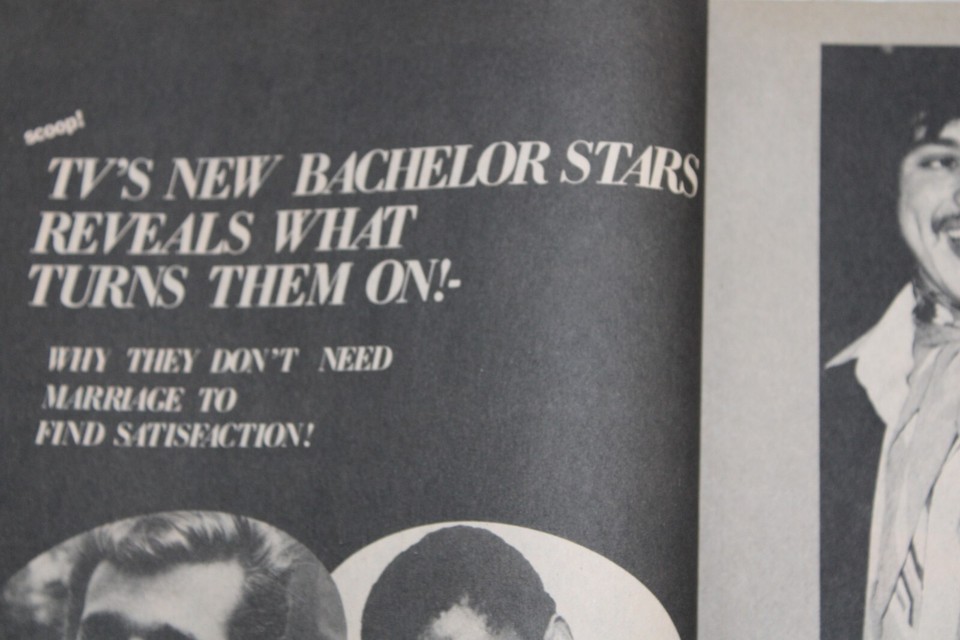 scoop!
TV'S NEW BACHELOR STARS
REVEALS WHAT
TURNS THEM ON!-
WHY THEY DON'T NEED
MARRIAGE TO
FIND SATISFACTION!